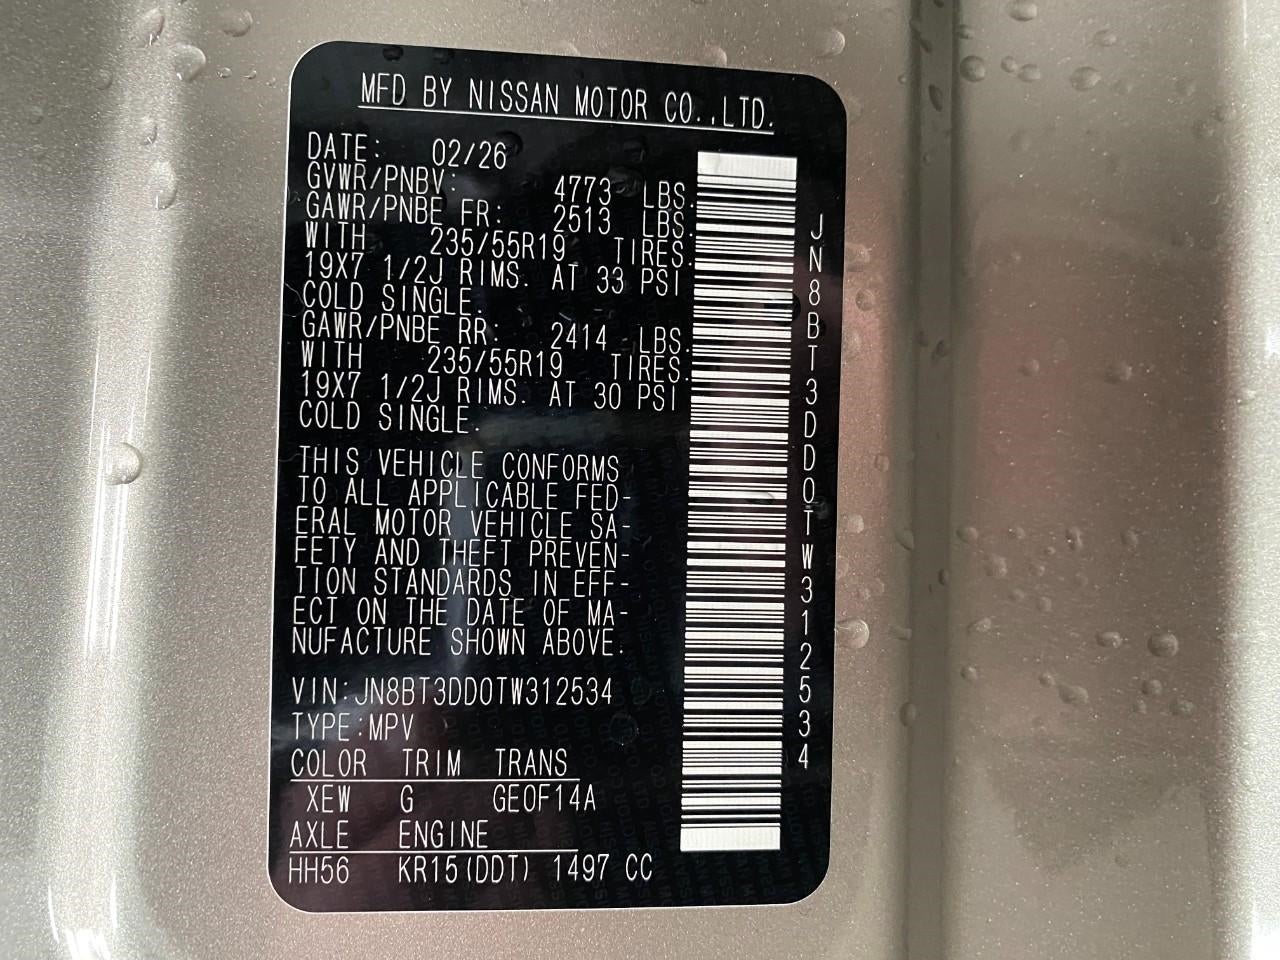 MFD BY NISSAN MOTOR CO.,LTD.
DATE: 02/26
GVWR/PNBV: 4773 LBS.
GAWR/PNBE FR: 2513 LBS.
WITH 235/55R19 TIRES.
19X7 1/2J RIMS. AT 33 PSI
COLD SINGLE.
GAWR/PNBE RR: 2414 LBS.
WITH 235/55R19 TIRES.
19X7 1/2J RIMS. AT 30 PSI
COLD SINGLE.
THIS VEHICLE CONFORMS
TO ALL APPLICABLE FED-
ERAL MOTOR VEHICLE SA-
FETY AND THEFT PREVEN-
TION STANDARDS IN EFF-
ECT ON THE DATE OF MA-
NUFACTURE SHOWN ABOVE.
VIN:JN8BT3DD0TW312534
TYPE:MPV
COLOR TRIM TRANS
XEW G GE0F14A
AXLE ENGINE
HH56 KR15(DDT) 1497 CC
JN8BT3DD0TW312534